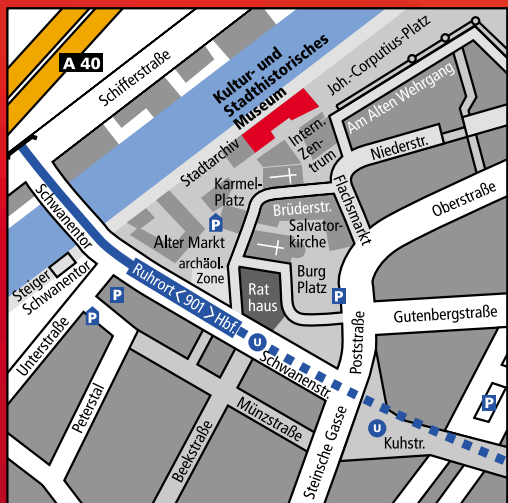 A 40
Schifferstraße
Kultur- und
Stadthistorisches
Museum
Joh.-Corputius-Platz
Stadtarchiv
Intern.
Zen-
trum
Am Alten Wehrgang
Niederstr.
Karmel-
Platz
Flachsmarkt
Brüderstr.
Oberstraße
Schwanentor
P
Salvator-
kirche
Alter Markt
archäol.
Zone
Steiger
Schwanentor
Ruhrort<901>Hbf.
Rat
haus
Burg
Platz
P
P
P
Gutenbergstraße
Unterstraße
U
Schwanenstr.
Poststraße
Peterstal
Münzstraße
P
Beekstraße
Steinsche Gasse
U
Kuhstr.